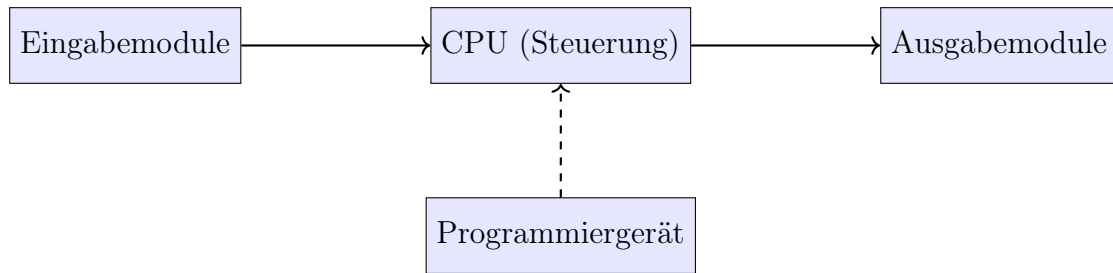 Eingabemodule
CPU (Steuerung)
Ausgabemodule
Programmiergerät